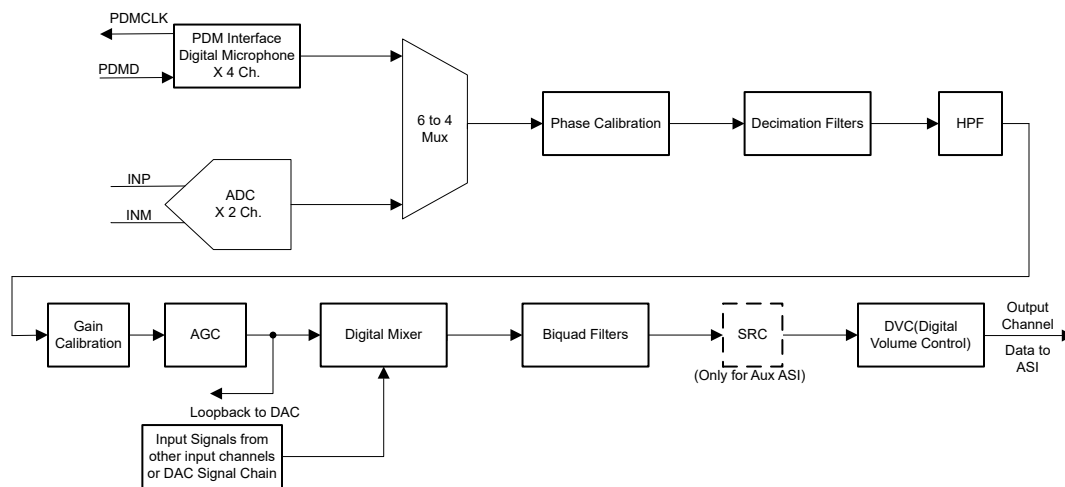 PDMCLK
PDMD
PDM Interface
Digital Microphone
X 4 Ch.
INP
INM
ADC
X 2 Ch.
6 to 4
Mux
Phase Calibration
Decimation Filters
HPF
Gain
Calibration
AGC
Loopback to DAC
Digital Mixer
Input Signals from
other input channels
or DAC Signal Chain
Biquad Filters
SRC
(Only for Aux ASI)
DVC(Digital
Volume Control)
Output
Channel
Data to
ASI